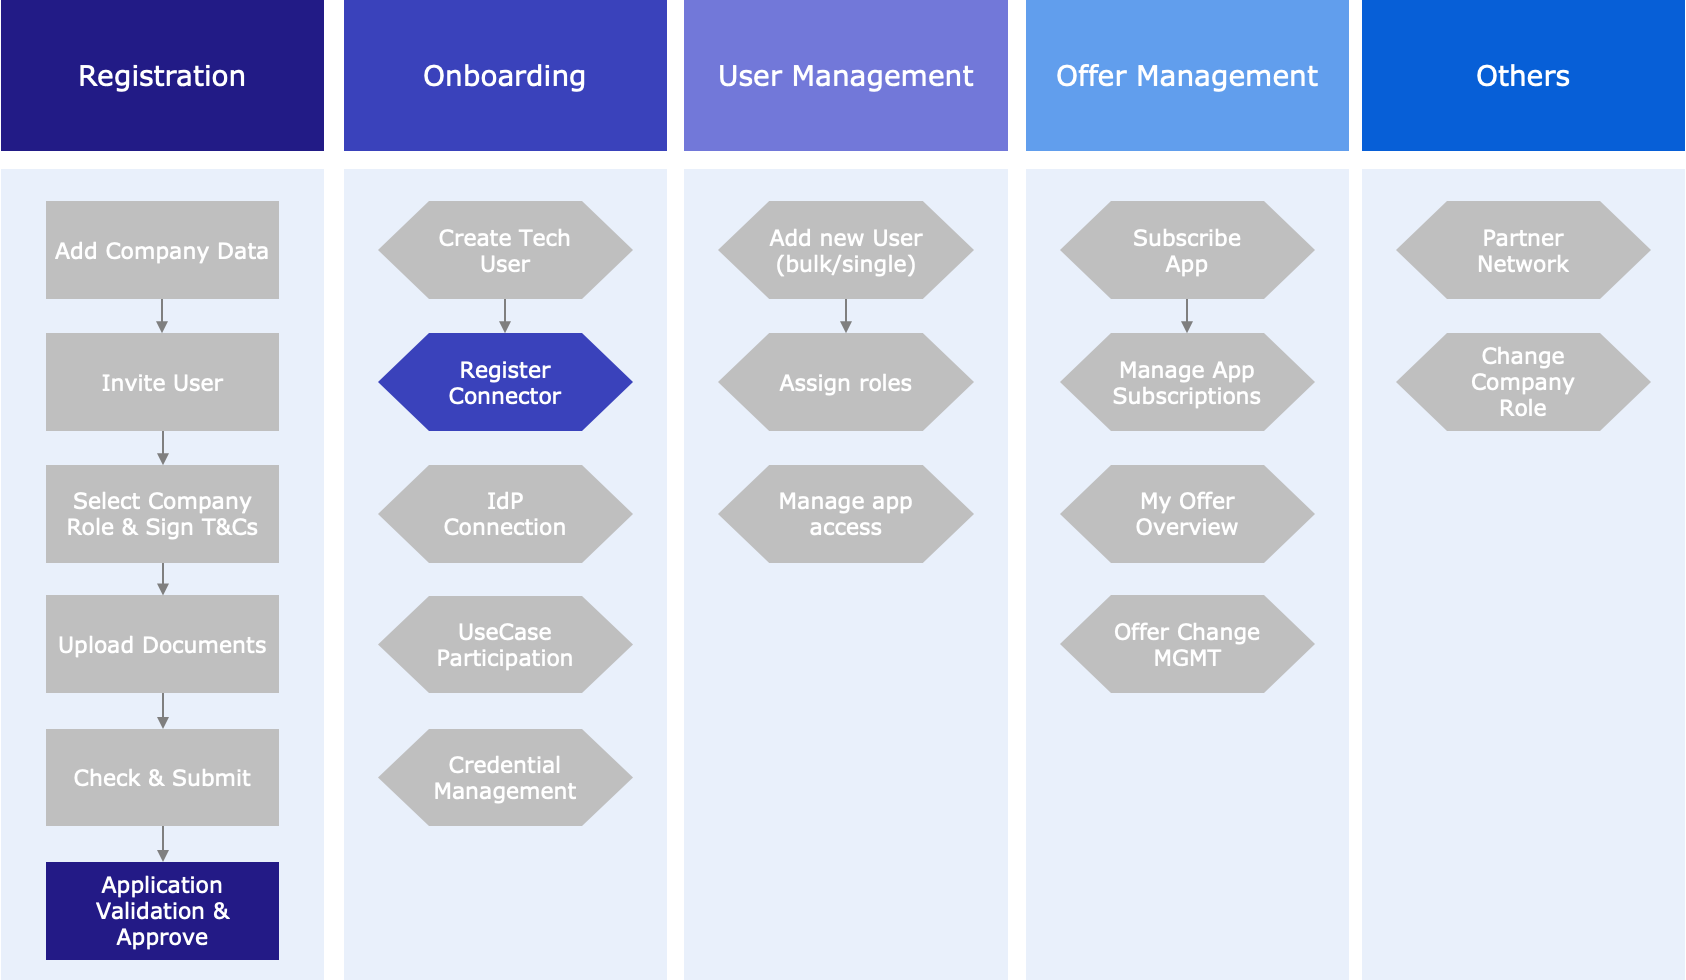 Registration
Onboarding
User Management
Offer Management
Others
Add Company Data
Invite User
Select Company
Role & Sign T&Cs
Upload Documents
Check & Submit
Application
Validation &
Approve
Create Tech
User
Register
Connector
IdP
Connection
UseCase
Participation
Credential
Management
Add new User
(bulk/single)
Assign roles
Manage app
access
Subscribe
App
Manage App
Subscriptions
My Offer
Overview
Offer Change
MGMT
Partner
Network
Change
Company
Role